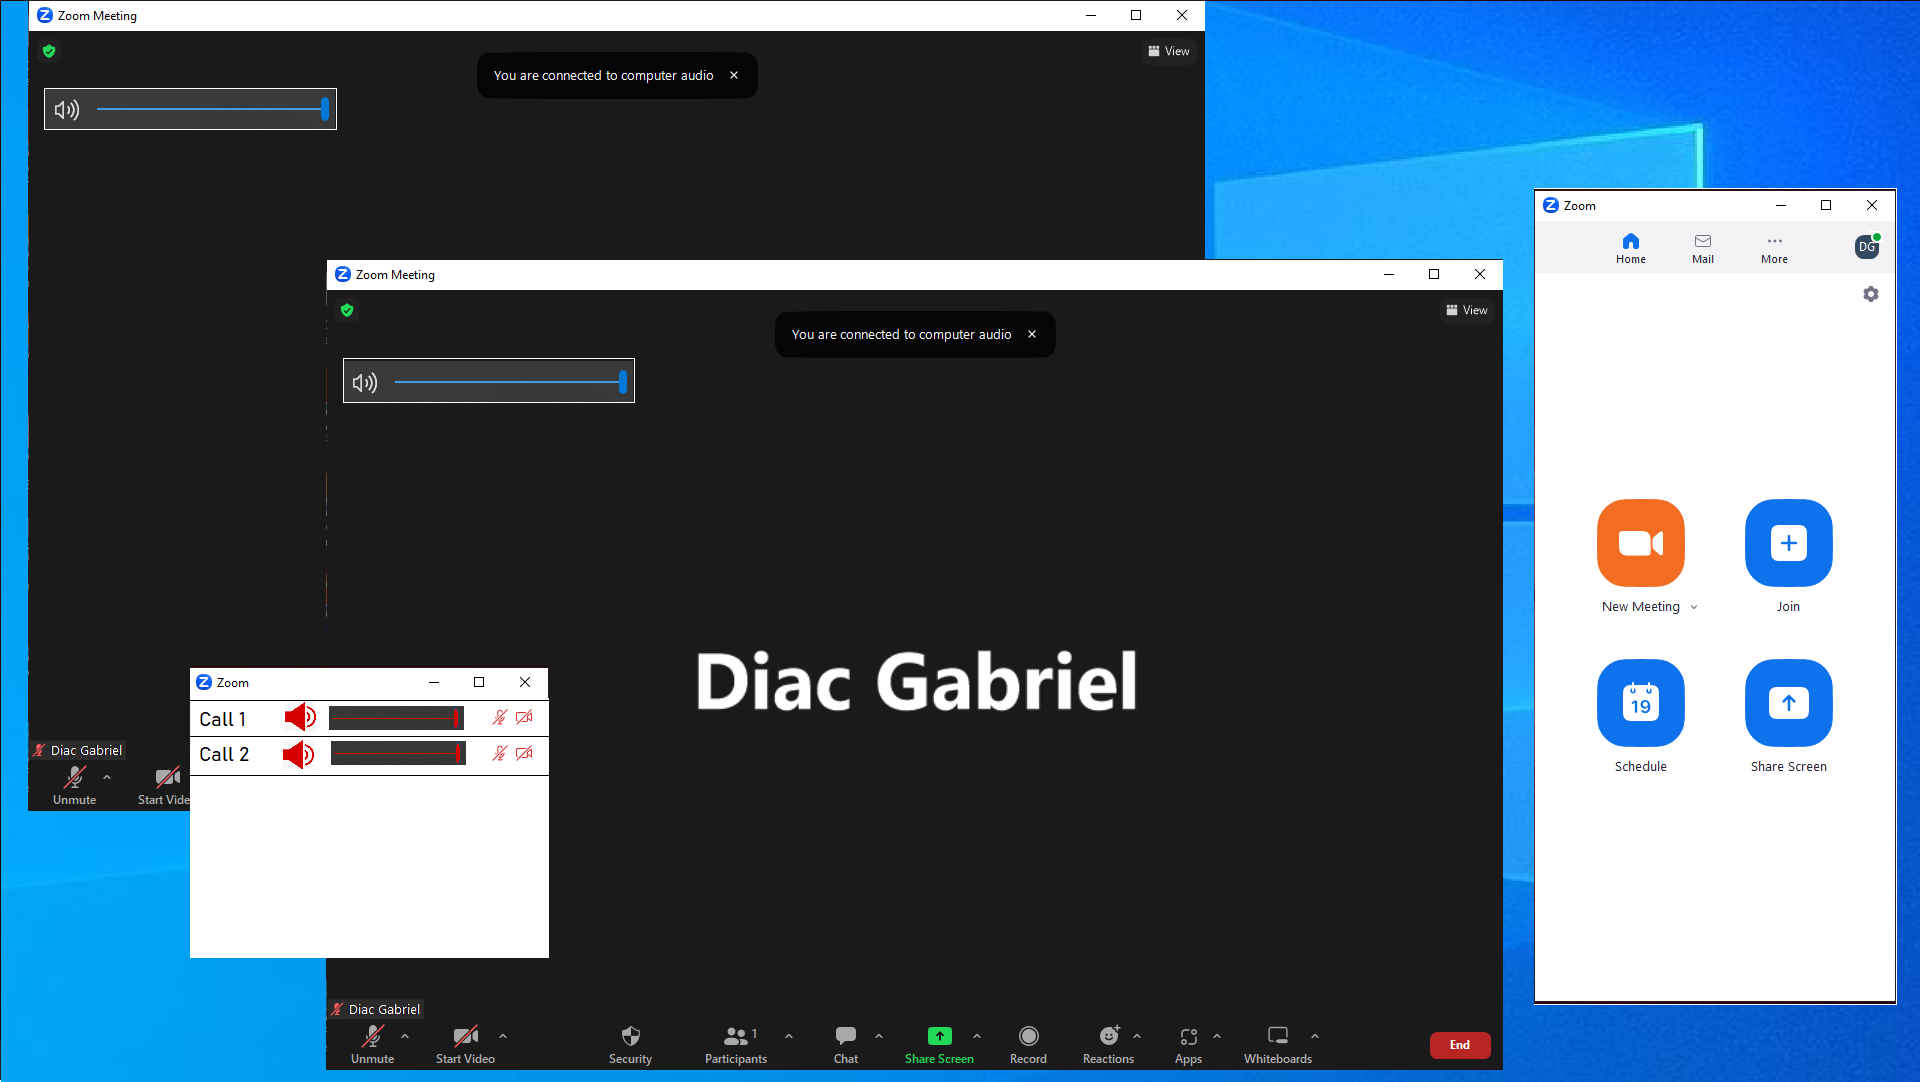 Zoom Meeting
View
You are connected to computer audio
Zoom Meeting
View
You are connected to computer audio
Diac Gabriel
Diac Gabriel
Unmute
Start Vide
Zoom
Call 1
Call 2
Diac Gabriel
Unmute
Start Video
Security
Participants
1
Chat
Share Screen
Record
Reactions
Apps
Whiteboards
End
Zoom
Home
Mail
More
DG
New Meeting
Join
19
Schedule
Share Screen